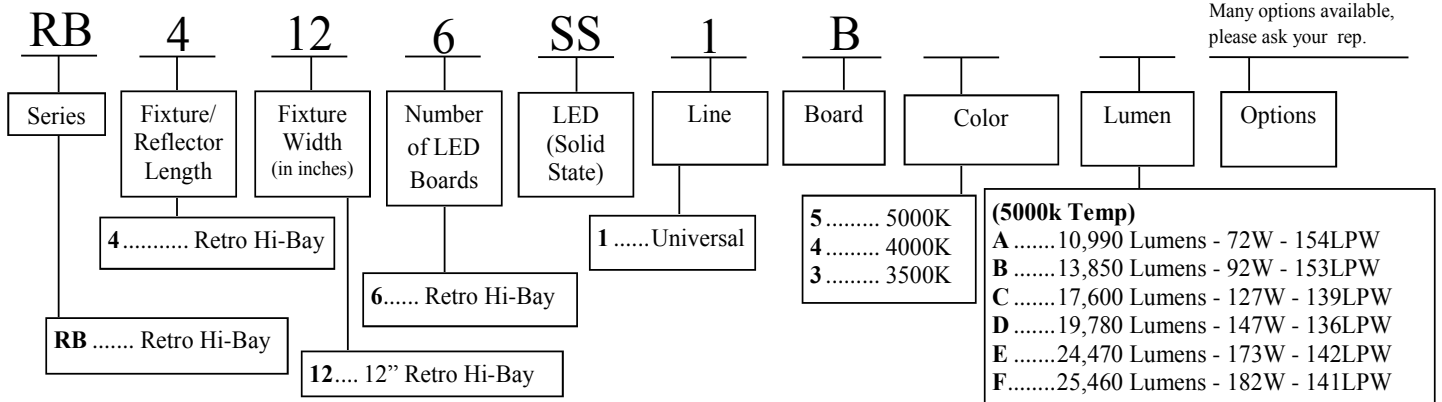 Many options available,
please ask your rep.
RB 4 12 6 SS 1 B
Series
Fixture/
Reflector
Length
Fixture
Width
(in inches)
Number
of LED
Boards
LED
(Solid
State)
Line
Board
Color
Lumen
Options
4........... Retro Hi-Bay
1 ......Universal
5 ......... 5000K
4 ......... 4000K
3 ......... 3500K
(5000k Temp)
A .......10,990 Lumens - 72W - 154LPW
B .......13,850 Lumens - 92W - 153LPW
C .......17,600 Lumens - 127W - 139LPW
D .......19,780 Lumens - 147W - 136LPW
E .......24,470 Lumens - 173W - 142LPW
F........25,460 Lumens - 182W - 141LPW
6...... Retro Hi-Bay
RB ....... Retro Hi-Bay
12.... 12” Retro Hi-Bay